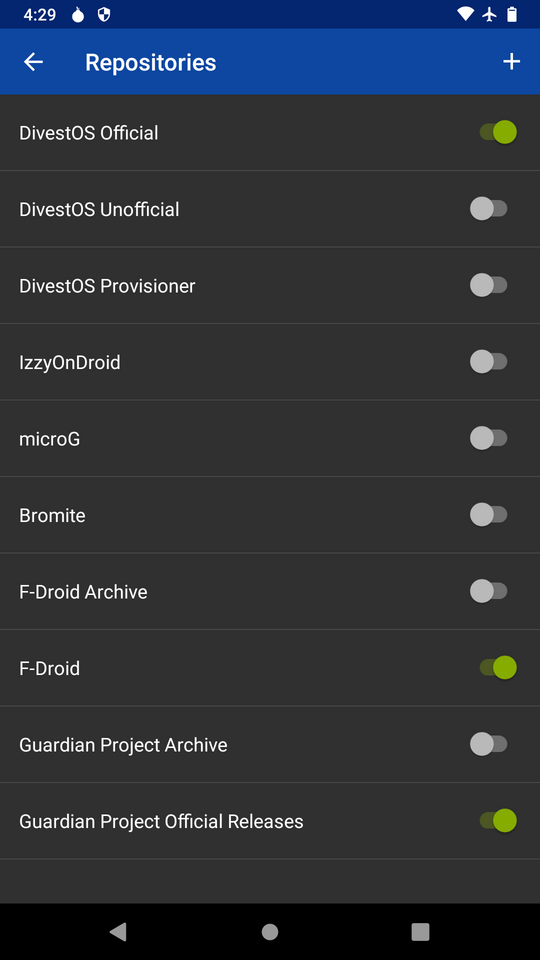 4:29
Repositories
DivestOS Official
DivestOS Unofficial
DivestOS Provisioner
IzzyOnDroid
microG
Bromite
F-Droid Archive
F-Droid
Guardian Project Archive
Guardian Project Official Releases